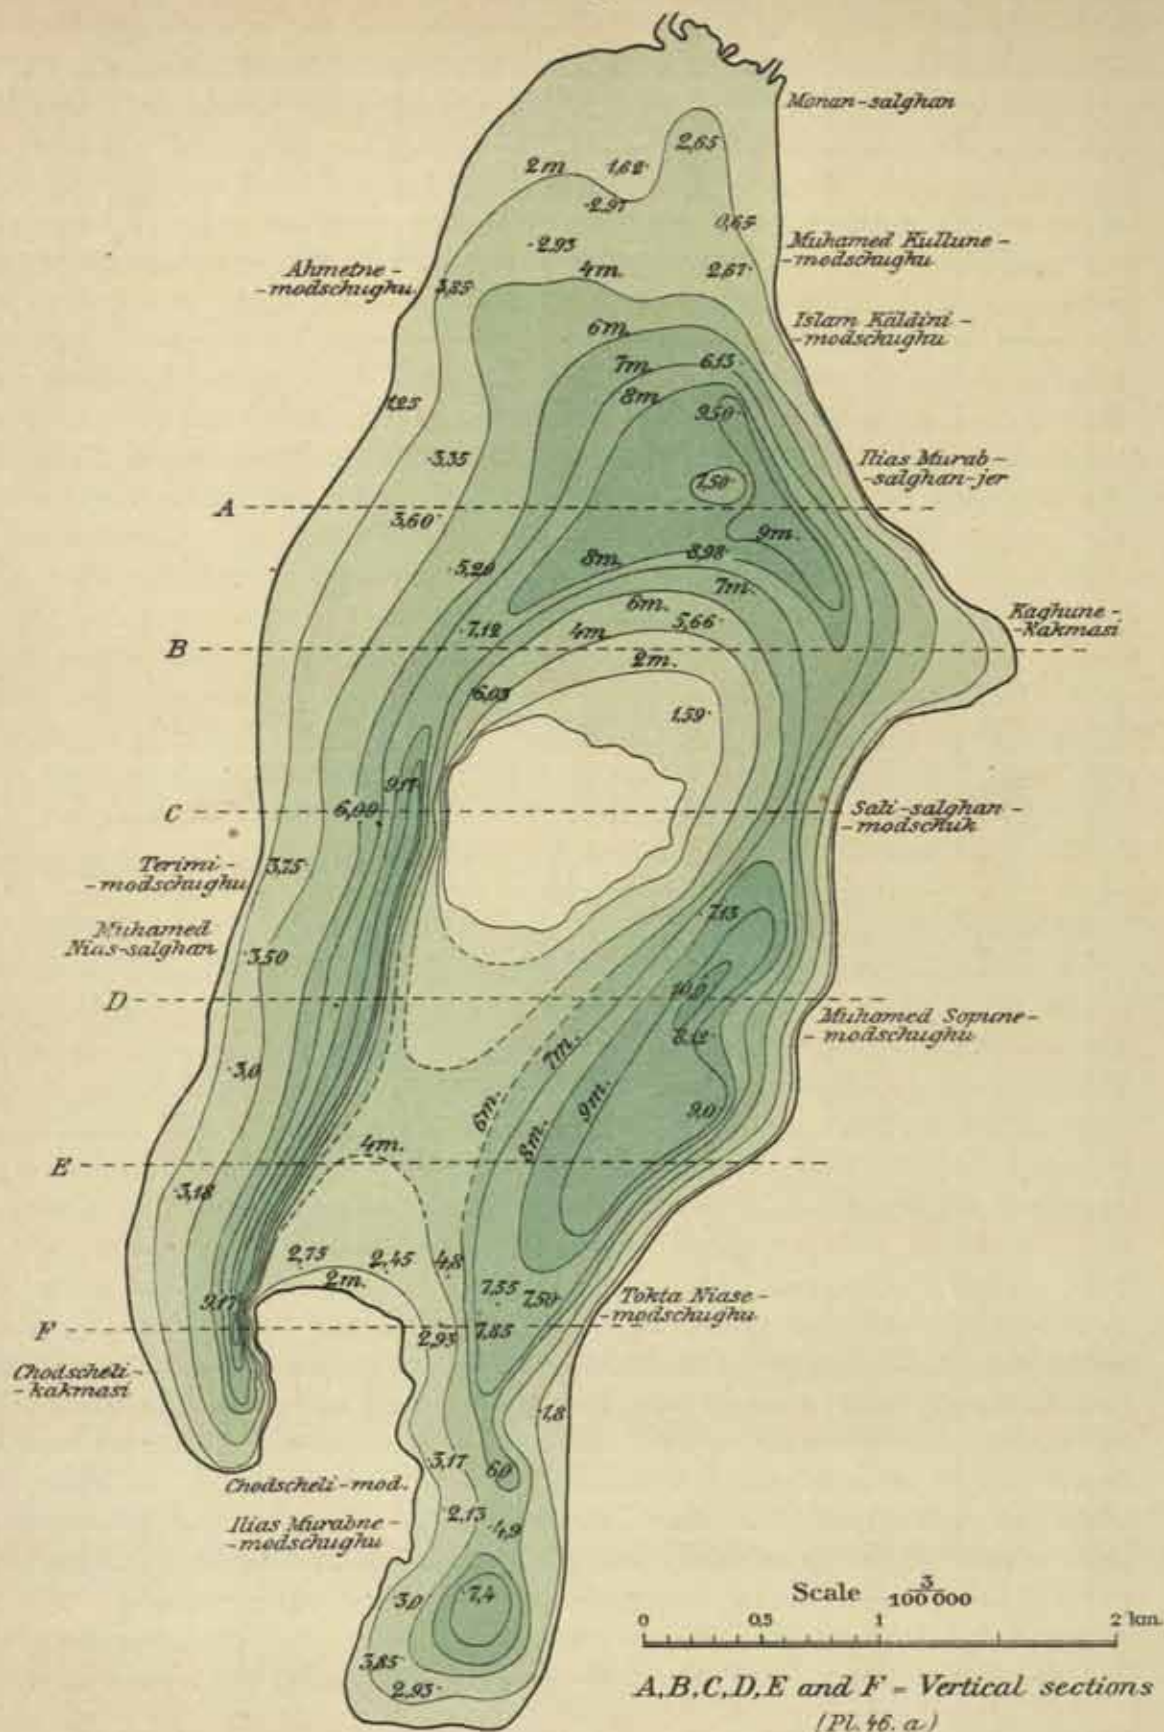 Monan-salghan
2,65
2m
1,62
2,97
0,65
2,93
Muhamed Kullune-
-modschughu
4m.
2,67
Ahmetne-
-modschughu
3,85
Islam Käldini-
-modschughu
6m.
7m.
6,13
8m.
1,25
9,50
3,35
Ilias Murab-
-salghan-jer
7,50
A
3,60
9m.
8m.
8,98
5,20
7m.
6m.
Kaghune-
-Kakmasi
7,12
4m
5,66
B
2m.
6,03
1,59
9,17
C
6,00
Sali-salghan-
-modschuk
Terimi-
-modschughu
3,75
Muhamed
Nias-salghan
7,13
3,50
10,0
D
Muhamed Sopune-
-modschughu
8,12
7m.
3,0
9m.
6m.
9,0
8m.
4m.
E
3,18
2,75
2,45
4,8
2m.
7,55
7,50
Tokta Niase-
-modschughu
9,17
F
2,93
7,85
Chodscheli-
-kakmasi
1,8
3,17
6,0
Chodscheli-mod.
2,13
4,9
Ilias Murabne-
-modschughu
3,0
7,4
Scale 3/100 000
0 0,5 1 2 km.
3,85
2,93
A,B,C,D,E and F = Vertical sections
(Pl. 46. a.)